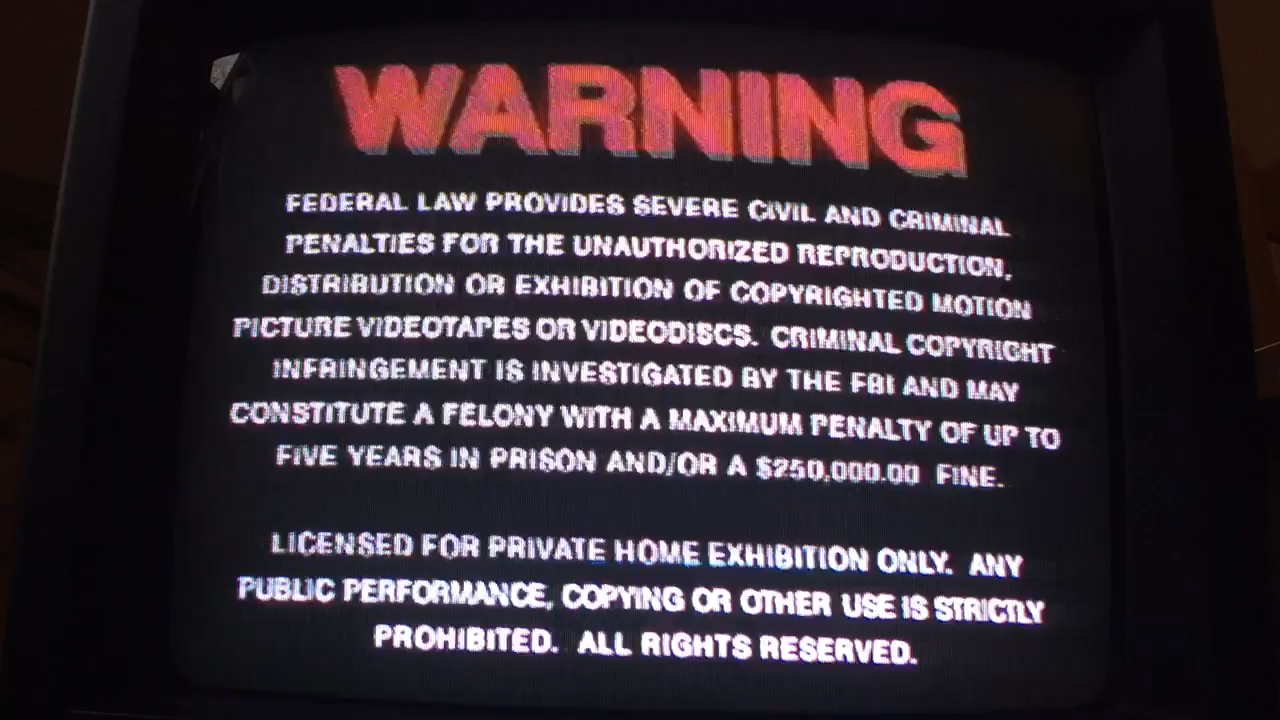 WARNING
FEDERAL LAW PROVIDES SEVERE CIVIL AND CRIMINAL
PENALTIES FOR THE UNAUTHORIZED REPRODUCTION,
DISTRIBUTION OR EXHIBITION OF COPYRIGHTED MOTION
PICTURE VIDEOTAPES OR VIDEODISCS. CRIMINAL COPYRIGHT
INFRINGEMENT IS INVESTIGATED BY THE FBI AND MAY
CONSTITUTE A FELONY WITH A MAXIMUM PENALTY OF UP TO
FIVE YEARS IN PRISON AND/OR A $250,000.00 FINE.
LICENSED FOR PRIVATE HOME EXHIBITION ONLY. ANY
PUBLIC PERFORMANCE, COPYING OR OTHER USE IS STRICTLY
PROHIBITED. ALL RIGHTS RESERVED.